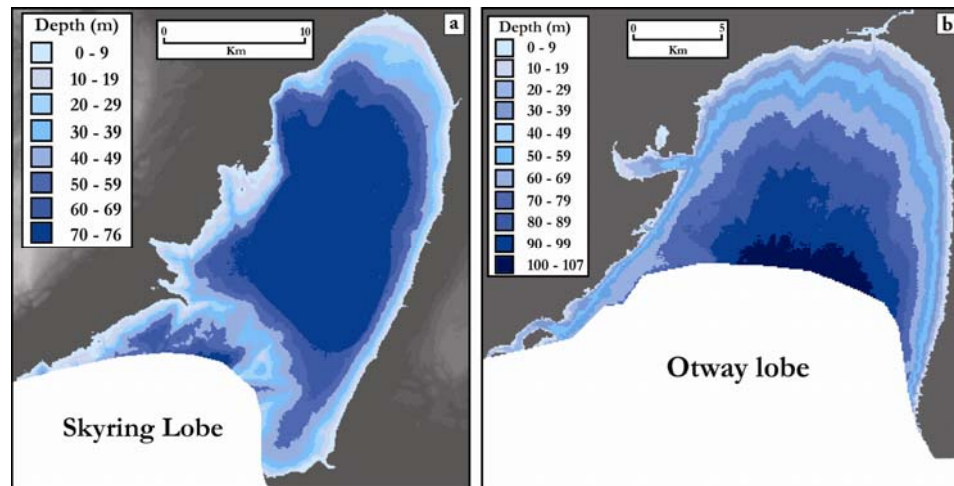 Depth (m)
0 - 9
10 - 19
20 - 29
30 - 39
40 - 49
50 - 59
60 - 69
70 - 76
0 10
Km
a
Skyring Lobe
Depth (m)
0 - 9
10 - 19
20 - 29
30 - 39
40 - 49
50 - 59
60 - 69
70 - 79
80 - 89
90 - 99
100 - 107
0 5
Km
b
Otway lobe